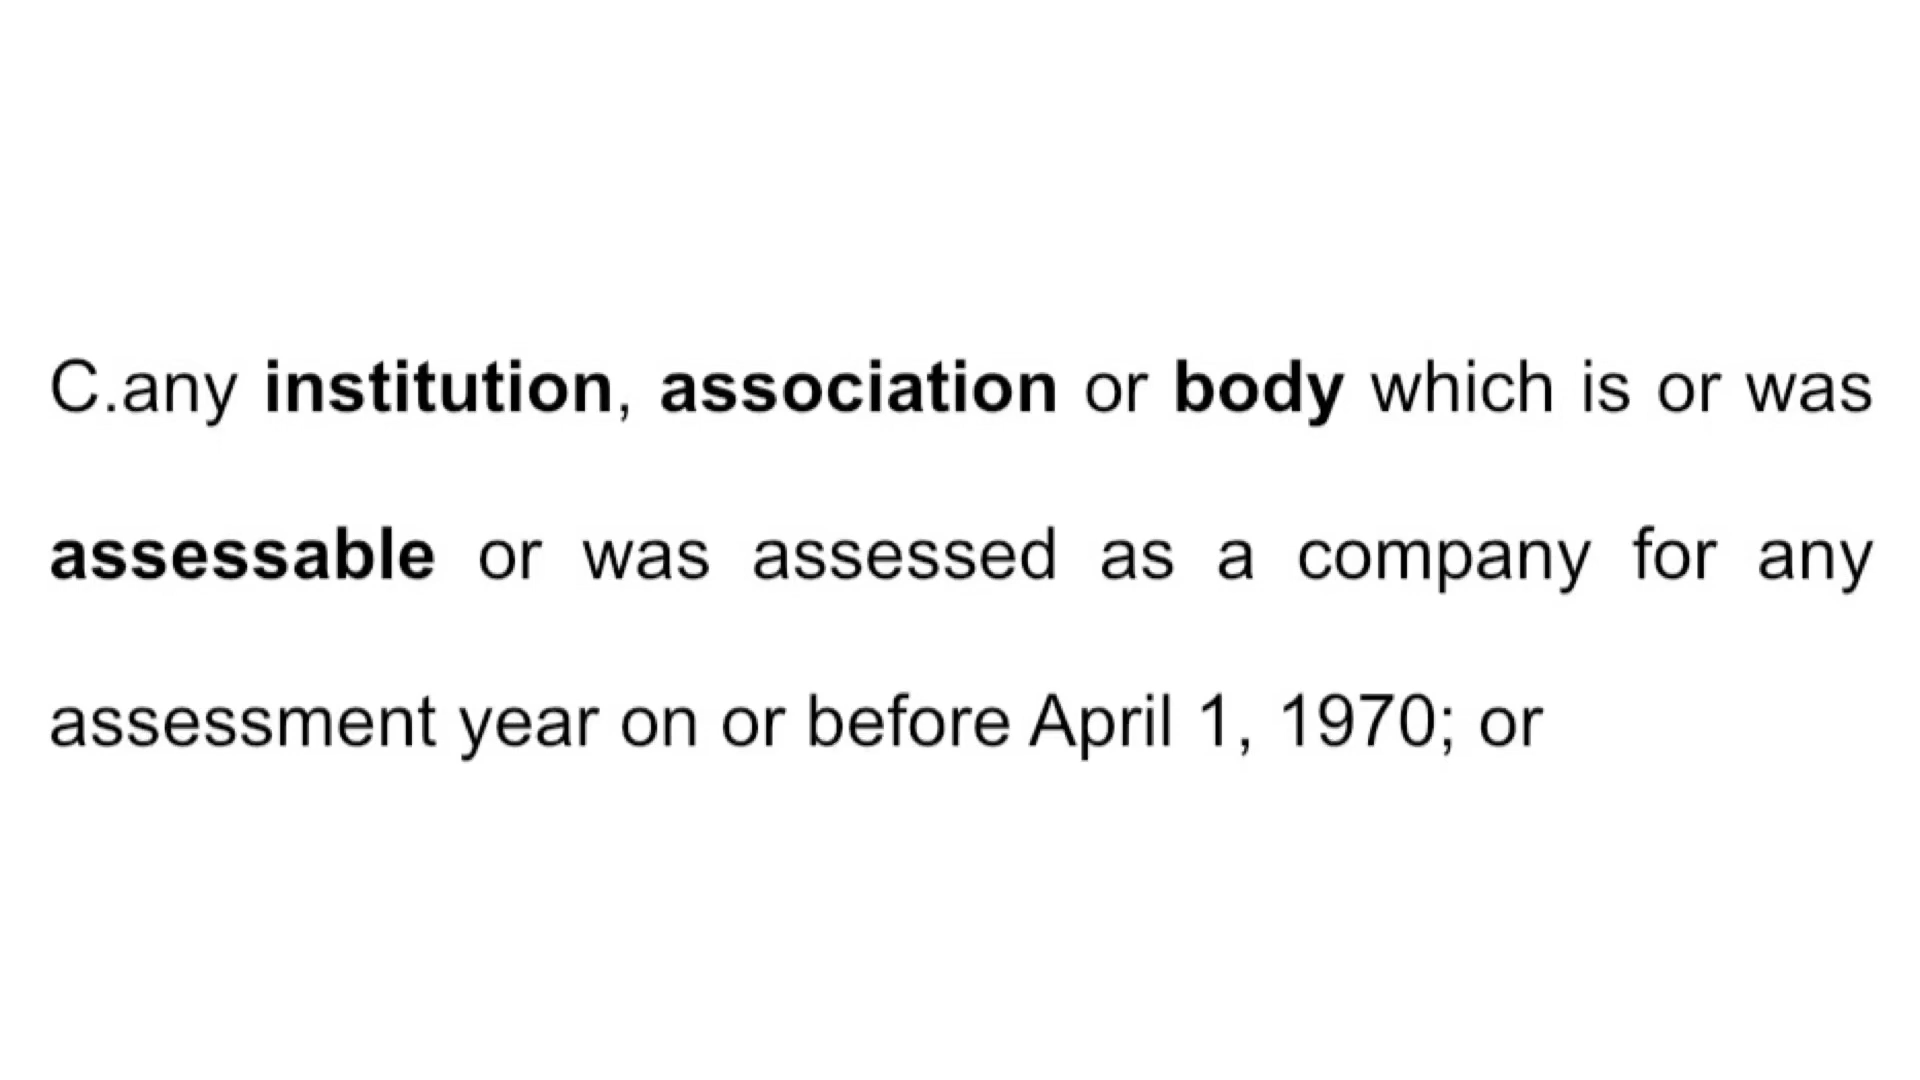 C.any institution, association or body which is or was
assessable or was assessed as a company for any
assessment year on or before April 1, 1970; or